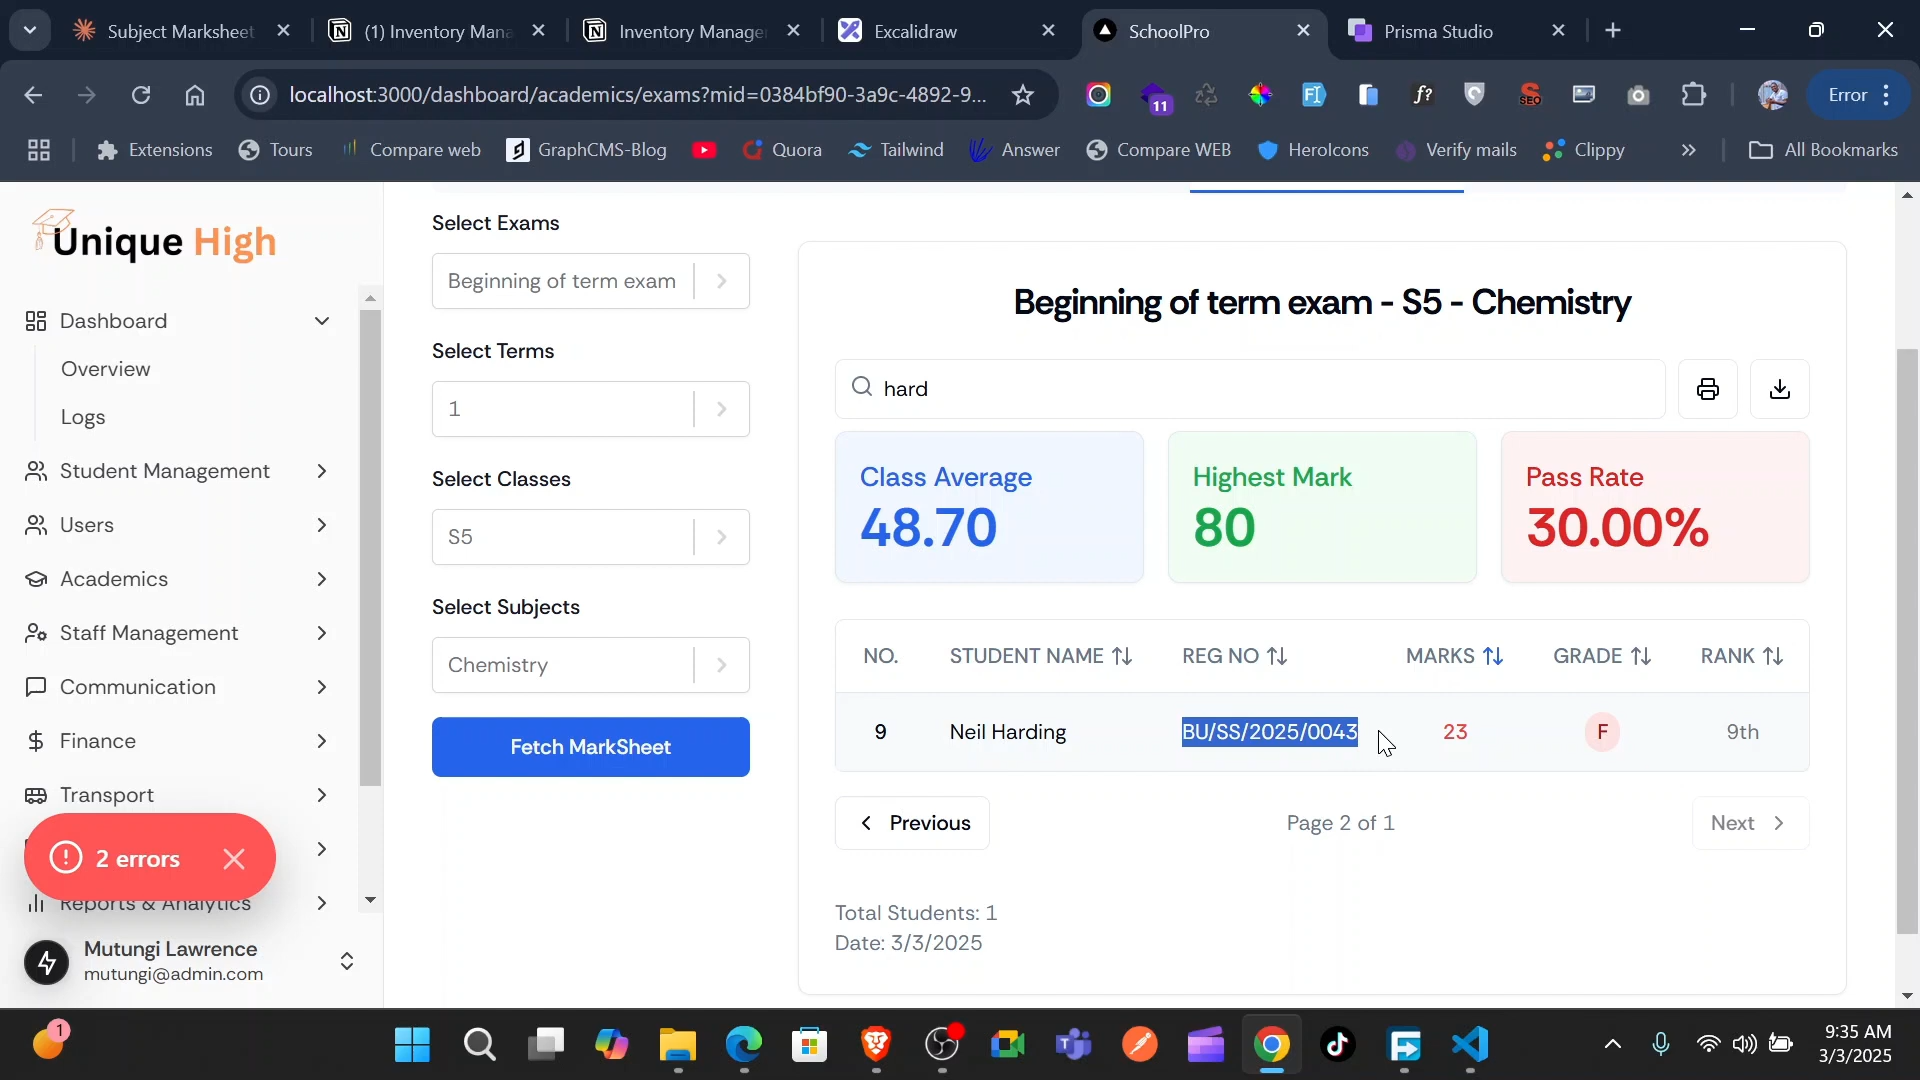 Subject Marksheet
(1) Inventory Mana
Inventory Manage
Excalidraw
SchoolPro
Prisma Studio
localhost:3000/dashboard/academics/exams?mid=0384bf90-3a9c-4892-9...
11
f?
SEO
Error
Extensions
Tours
Compare web
GraphCMS-Blog
Quora
Tailwind
Answer
Compare WEB
HeroIcons
Verify mails
Clippy
All Bookmarks
Unique High
Dashboard
Overview
Logs
Student Management
Users
Academics
Staff Management
Communication
Finance
Transport
2 errors
Reports & Analytics
Mutungi Lawrence
mutungi@admin.com
Select Exams
Beginning of term exam
Select Terms
1
Select Classes
S5
Select Subjects
Chemistry
Fetch MarkSheet
Beginning of term exam - S5 - Chemistry
hard
Class Average
48.70
Highest Mark
80
Pass Rate
30.00%
NO. STUDENT NAME REG NO MARKS GRADE RANK
9 Neil Harding BU/SS/2025/0043 23 F 9th
Previous
Page 2 of 1
Next
Total Students: 1
Date: 3/3/2025
1
9:35 AM
3/3/2025